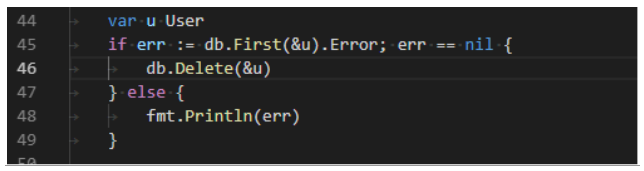 44 var u User
45 if err := db.First(&u).Error; err == nil {
46 db.Delete(&u)
47 } else {
48 fmt.Println(err)
49 }
50